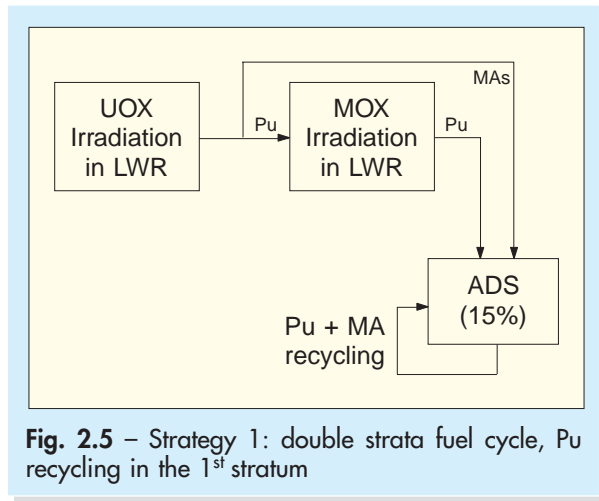 MAs
UOX
Irradiation
in LWR
Pu
MOX
Irradiation
in LWR
Pu
ADS
(15%)
Pu + MA
recycling
Fig. 2.5 – Strategy 1: double strata fuel cycle, Pu
recycling in the 1st stratum